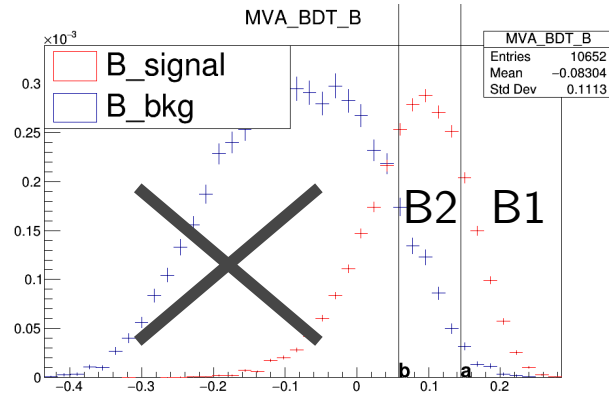 MVA_BDT_B
×10⁻³
MVA_BDT_B
Entries 10652
Mean −0.08304
Std Dev 0.1113
B_signal
B_bkg
0.3
0.25
0.2
0.15
0.1
0.05
0
B2 B1
b a
−0.4 −0.3 −0.2 −0.1 0 0.1 0.2